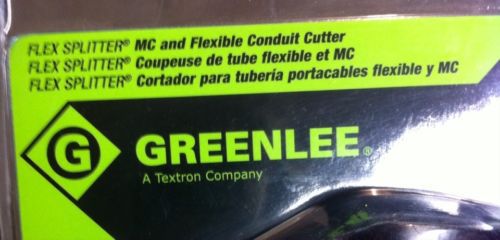 FLEX SPLITTER® MC and Flexible Conduit Cutter
FLEX SPLITTER® Coupeuse de tube flexible et MC
FLEX SPLITTER® Cortador para tubería portacables flexible y MC
G GREENLEE®
A Textron Company